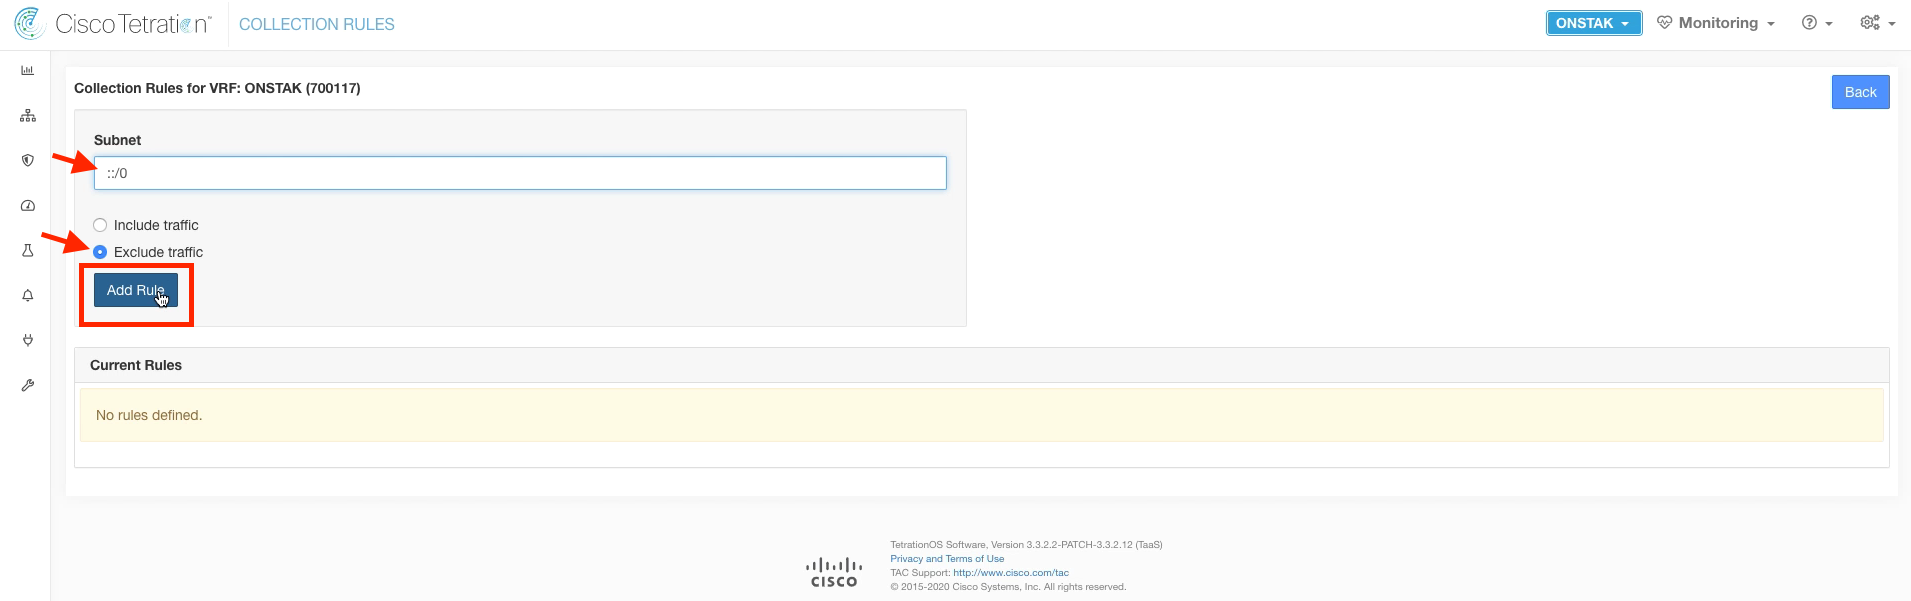 Cisco Tetration™ COLLECTION RULES ONSTAK Monitoring
Collection Rules for VRF: ONSTAK (700117)
Back
Subnet
::/0
Include traffic
Exclude traffic
Add Rule
Current Rules
No rules defined.
TetrationOS Software, Version 3.3.2.2-PATCH-3.3.2.12 (TaaS)
Privacy and Terms of Use
TAC Support: http://www.cisco.com/tac
© 2015-2020 Cisco Systems, Inc. All rights reserved.
CISCO